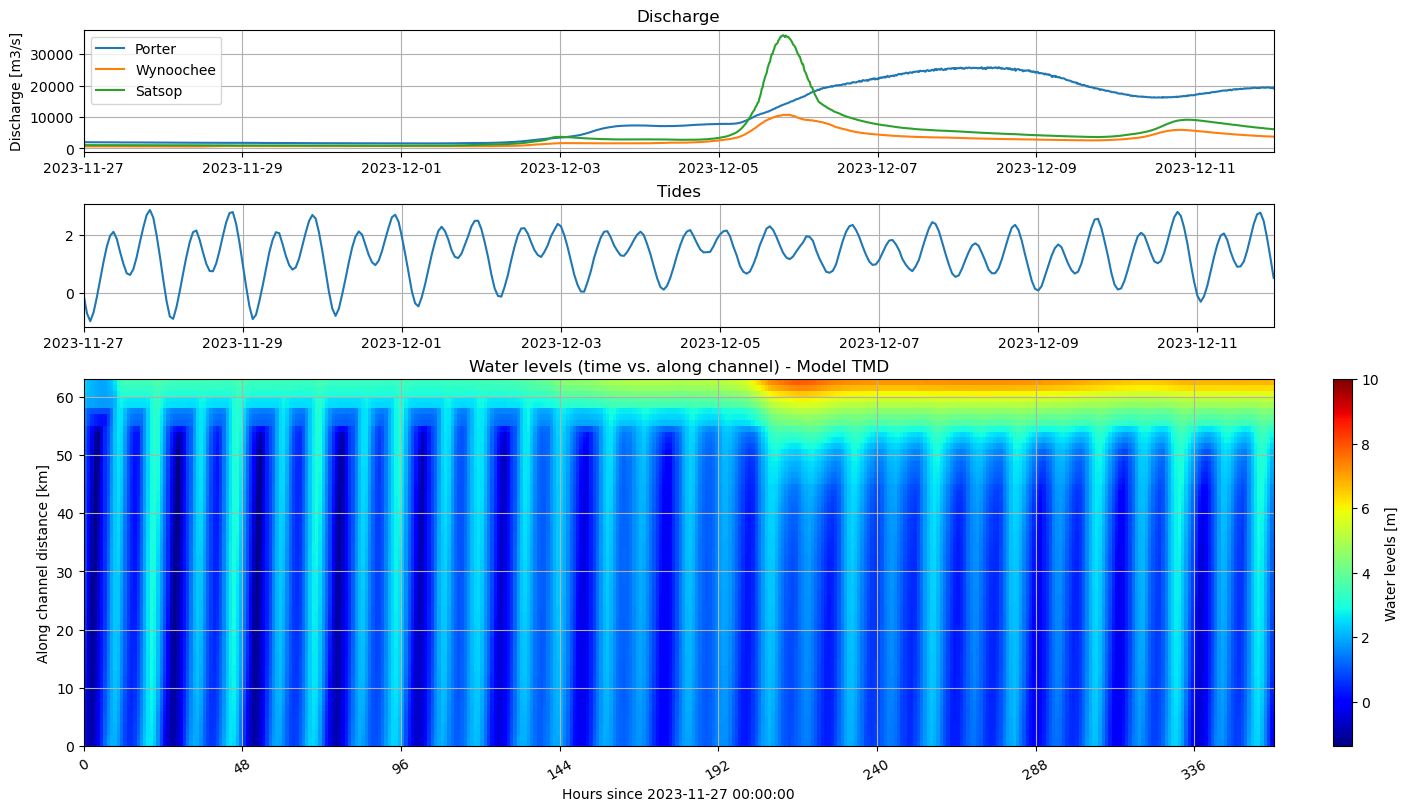 Discharge
Discharge [m3/s]
30000
20000
10000
0
Porter
Wynoochee
Satsop
2023-11-27 2023-11-29 2023-12-01 2023-12-03 2023-12-05 2023-12-07 2023-12-09 2023-12-11
Tides
2
0
2023-11-27 2023-11-29 2023-12-01 2023-12-03 2023-12-05 2023-12-07 2023-12-09 2023-12-11
Water levels (time vs. along channel) - Model TMD
Along channel distance [km]
60
50
40
30
20
10
0
0 48 96 144 192 240 288 336
Hours since 2023-11-27 00:00:00
10
8
6
4
2
0
Water levels [m]